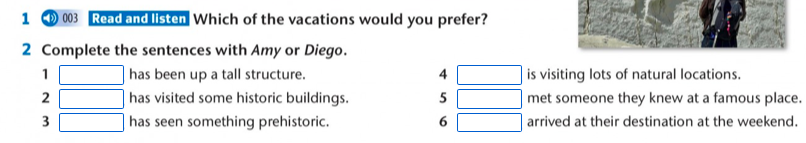 1 003 Read and listen Which of the vacations would you prefer?
2 Complete the sentences with Amy or Diego.
1 has been up a tall structure.
2 has visited some historic buildings.
3 has seen something prehistoric.
4 is visiting lots of natural locations.
5 met someone they knew at a famous place.
6 arrived at their destination at the weekend.